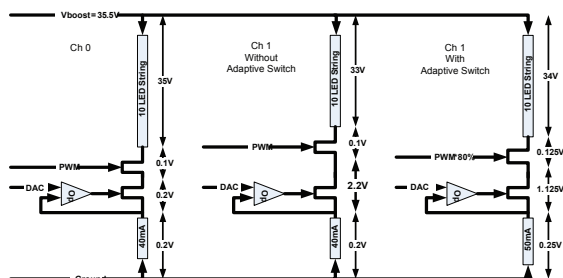 Vboost=35.5V
Ch 0
10 LED String
35V
PWM
0.1V
DAC
Op
0.2V
40mA
0.2V
Ch 1
Without
Adaptive Switch
10 LED String
33V
PWM
0.1V
DAC
Op
2.2V
40mA
0.2V
Ch 1
With
Adaptive Switch
10 LED String
34V
PWM*80%
0.125V
DAC
Op
1.125V
50mA
0.25V
Ground